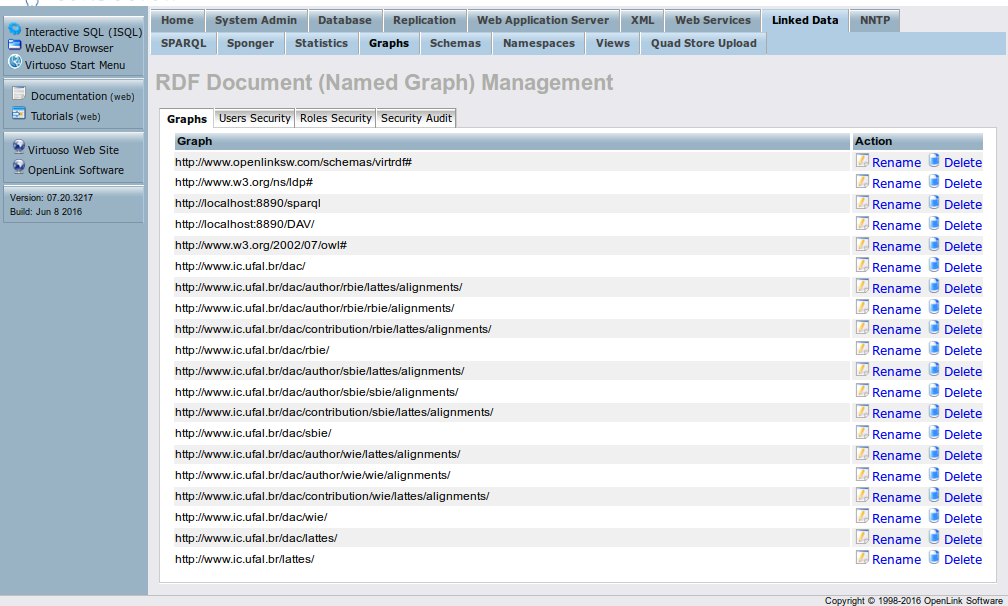 Interactive SQL (ISQL)
WebDAV Browser
Virtuoso Start Menu
Documentation (web)
Tutorials (web)
Virtuoso Web Site
OpenLink Software
Version: 07.20.3217
Build: Jun 8 2016
Home System Admin Database Replication Web Application Server XML Web Services Linked Data NNTP
SPARQL Sponger Statistics Graphs Schemas Namespaces Views Quad Store Upload
RDF Document (Named Graph) Management
Graphs Users Security Roles Security Security Audit
Graph Action
http://www.openlinksw.com/schemas/virtrdf# Rename Delete
http://www.w3.org/ns/ldp# Rename Delete
http://localhost:8890/sparql Rename Delete
http://localhost:8890/DAV/ Rename Delete
http://www.w3.org/2002/07/owl# Rename Delete
http://www.ic.ufal.br/dac/ Rename Delete
http://www.ic.ufal.br/dac/author/rbie/lattes/alignments/ Rename Delete
http://www.ic.ufal.br/dac/author/rbie/rbie/alignments/ Rename Delete
http://www.ic.ufal.br/dac/contribution/rbie/lattes/alignments/ Rename Delete
http://www.ic.ufal.br/dac/rbie/ Rename Delete
http://www.ic.ufal.br/dac/author/sbie/lattes/alignments/ Rename Delete
http://www.ic.ufal.br/dac/author/sbie/sbie/alignments/ Rename Delete
http://www.ic.ufal.br/dac/contribution/sbie/lattes/alignments/ Rename Delete
http://www.ic.ufal.br/dac/sbie/ Rename Delete
http://www.ic.ufal.br/dac/author/wie/lattes/alignments/ Rename Delete
http://www.ic.ufal.br/dac/author/wie/wie/alignments/ Rename Delete
http://www.ic.ufal.br/dac/contribution/wie/lattes/alignments/ Rename Delete
http://www.ic.ufal.br/dac/wie/ Rename Delete
http://www.ic.ufal.br/dac/lattes/ Rename Delete
http://www.ic.ufal.br/lattes/ Rename Delete
Copyright © 1998-2016 OpenLink Software